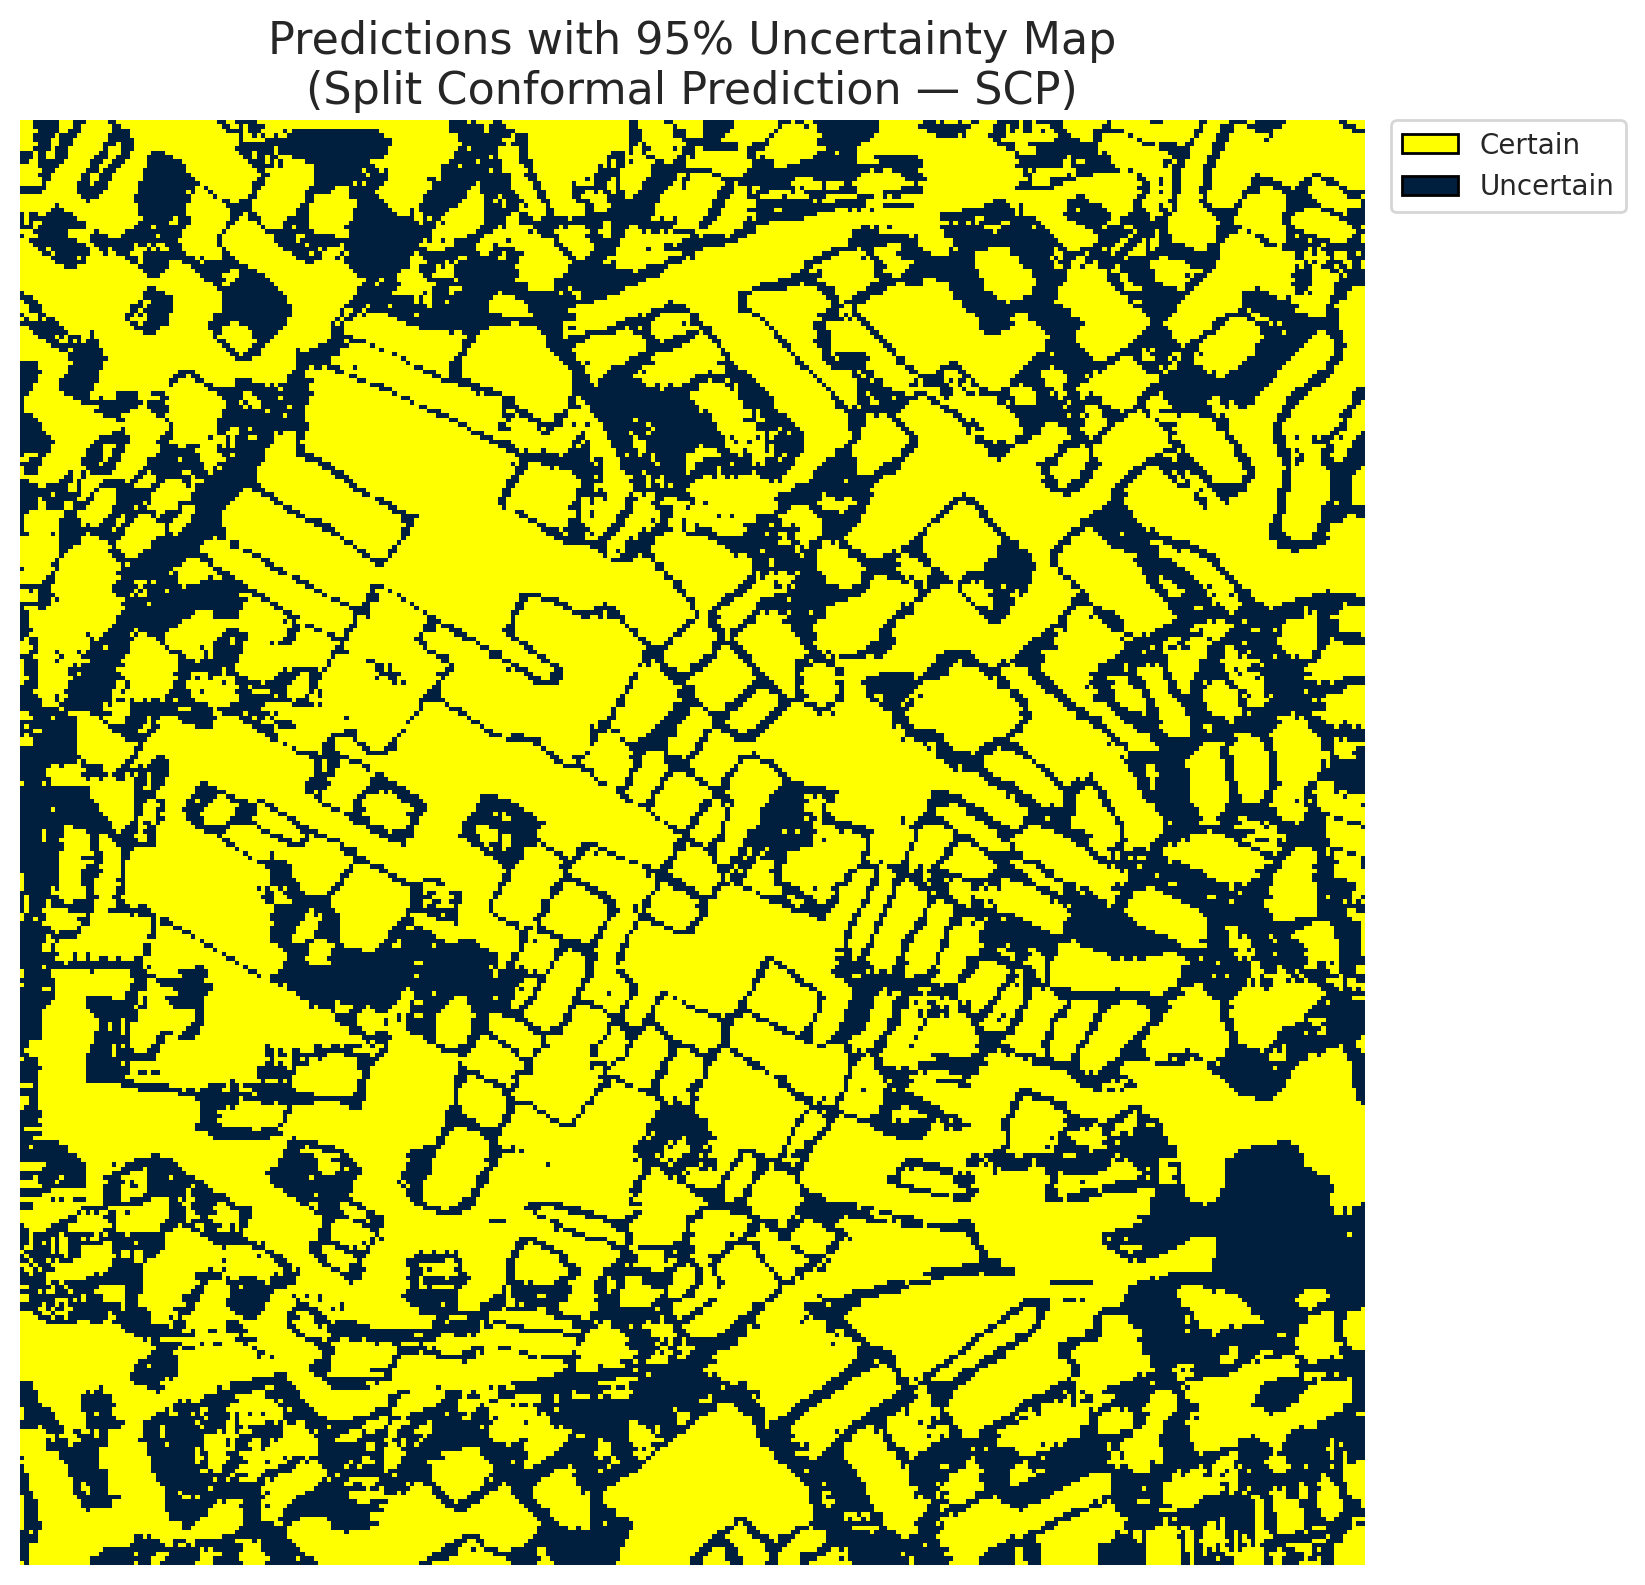 Predictions with 95% Uncertainty Map
(Split Conformal Prediction — SCP)
Certain
Uncertain